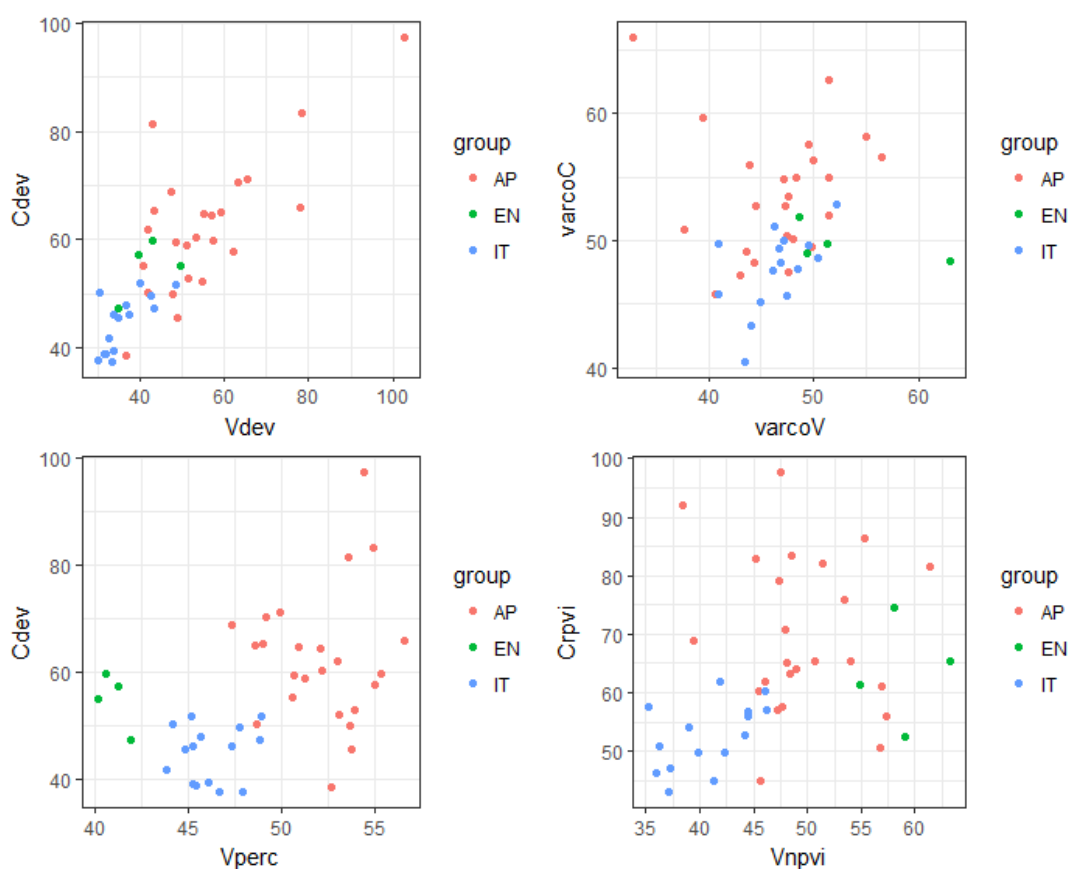 100
80
60
40
Cdev
40 60 80 100
Vdev
group
AP
EN
IT
60
50
40
varcoC
40 50 60
varcoV
group
AP
EN
IT
100
80
60
40
Cdev
40 45 50 55
Vperc
group
AP
EN
IT
100
90
80
70
60
50
Crpvi
35 40 45 50 55 60
Vnpvi
group
AP
EN
IT